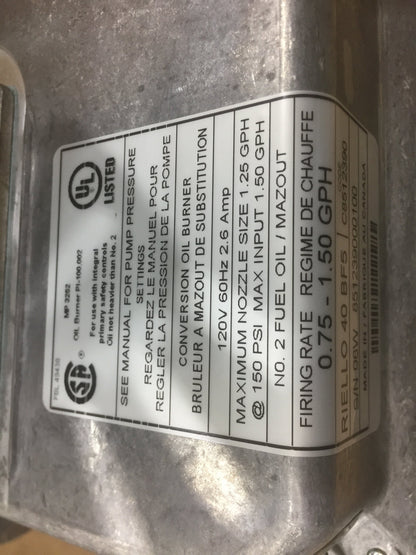 UL
LISTED
MP 3252
OIL Burner PI-100.002
For use with integral
primary safety controls
Oil not heavier than No. 2
SEE MANUAL FOR PUMP PRESSURE
SETTINGS
REGARDEZ LE MANUEL POUR
REGLER LA PRESSION DE LA POMPE
CONVERSION OIL BURNER
BRULEUR A MAZOUT DE SUBSTITUTION
120V 60Hz 2.6 Amp
MAXIMUM NOZZLE SIZE 1.25 GPH
@ 150 PSI MAX INPUT 1.50 GPH
NO. 2 FUEL OIL / MAZOUT
FIRING RATE REGIME DE CHAUFFE
0.75 - 1.50 GPH
RIELLO 40 BF5
C8512300